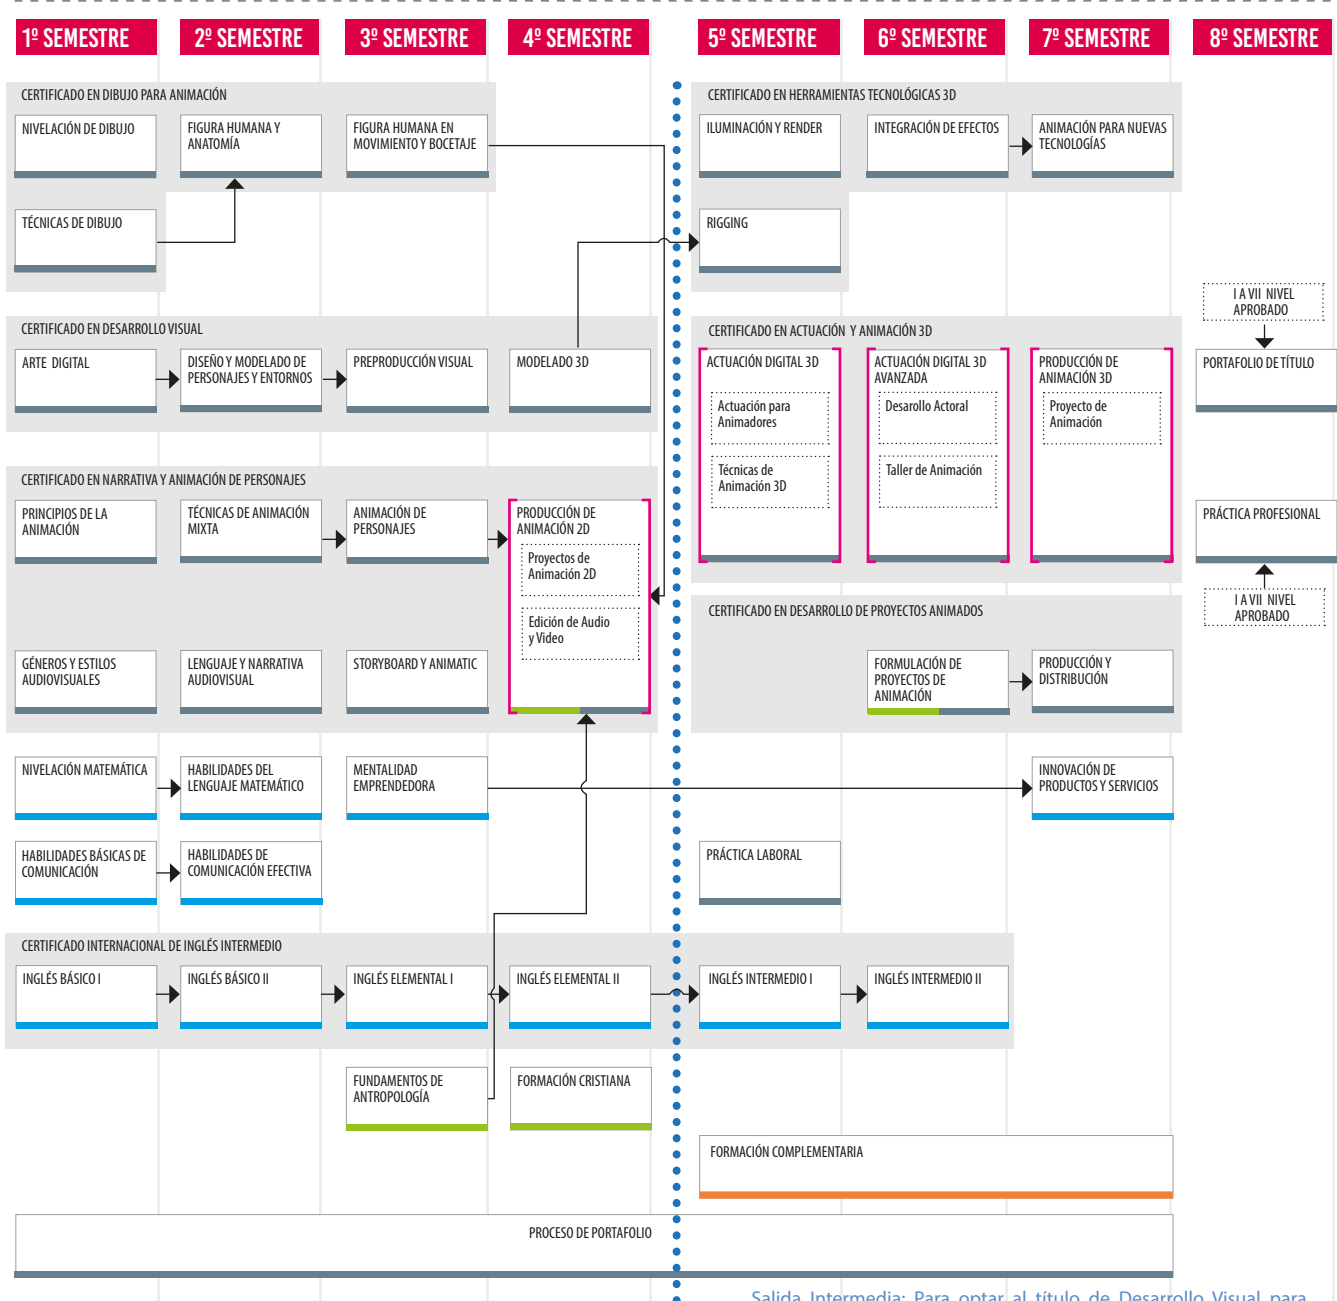 1º SEMESTRE
2º SEMESTRE
3º SEMESTRE
4º SEMESTRE
5º SEMESTRE
6º SEMESTRE
7º SEMESTRE
8º SEMESTRE
CERTIFICADO EN DIBUJO PARA ANIMACIÓN
NIVELACIÓN DE DIBUJO
FIGURA HUMANA Y
ANATOMÍA
FIGURA HUMANA EN
MOVIMIENTO Y BOCETAJE
TÉCNICAS DE DIBUJO
CERTIFICADO EN HERRAMIENTAS TECNOLÓGICAS 3D
ILUMINACIÓN Y RENDER
INTEGRACIÓN DE EFECTOS
ANIMACIÓN PARA NUEVAS
TECNOLOGÍAS
RIGGING
I A VII NIVEL
APROBADO
CERTIFICADO EN DESARROLLO VISUAL
ARTE DIGITAL
DISEÑO Y MODELADO DE
PERSONAJES Y ENTORNOS
PREPRODUCCIÓN VISUAL
MODELADO 3D
CERTIFICADO EN ACTUACIÓN Y ANIMACIÓN 3D
ACTUACIÓN DIGITAL 3D
Actuación para
Animadores
Técnicas de
Animación 3D
ACTUACIÓN DIGITAL 3D
AVANZADA
Desarollo Actoral
Taller de Animación
PRODUCCIÓN DE
ANIMACIÓN 3D
Proyecto de
Animación
PORTAFOLIO DE TÍTULO
CERTIFICADO EN NARRATIVA Y ANIMACIÓN DE PERSONAJES
PRINCIPIOS DE LA
ANIMACIÓN
TÉCNICAS DE ANIMACIÓN
MIXTA
ANIMACIÓN DE
PERSONAJES
PRODUCCIÓN DE
ANIMACIÓN 2D
Proyectos de
Animación 2D
Edición de Audio
y Video
PRÁCTICA PROFESIONAL
I A VII NIVEL
APROBADO
GÉNEROS Y ESTILOS
AUDIOVISUALES
LENGUAJE Y NARRATIVA
AUDIOVISUAL
STORYBOARD Y ANIMATIC
CERTIFICADO EN DESARROLLO DE PROYECTOS ANIMADOS
FORMULACIÓN DE
PROYECTOS DE
ANIMACIÓN
PRODUCCIÓN Y
DISTRIBUCIÓN
NIVELACIÓN MATEMÁTICA
HABILIDADES DEL
LENGUAJE MATEMÁTICO
MENTALIDAD
EMPRENDEDORA
INNOVACIÓN DE
PRODUCTOS Y SERVICIOS
HABILIDADES BÁSICAS DE
COMUNICACIÓN
HABILIDADES DE
COMUNICACIÓN EFECTIVA
PRÁCTICA LABORAL
CERTIFICADO INTERNACIONAL DE INGLÉS INTERMEDIO
INGLÉS BÁSICO I
INGLÉS BÁSICO II
INGLÉS ELEMENTAL I
INGLÉS ELEMENTAL II
INGLÉS INTERMEDIO I
INGLÉS INTERMEDIO II
FUNDAMENTOS DE
ANTROPOLOGÍA
FORMACIÓN CRISTIANA
FORMACIÓN COMPLEMENTARIA
PROCESO DE PORTAFOLIO
Salida Intermedia: Para optar al título de Desarrollo Visual para